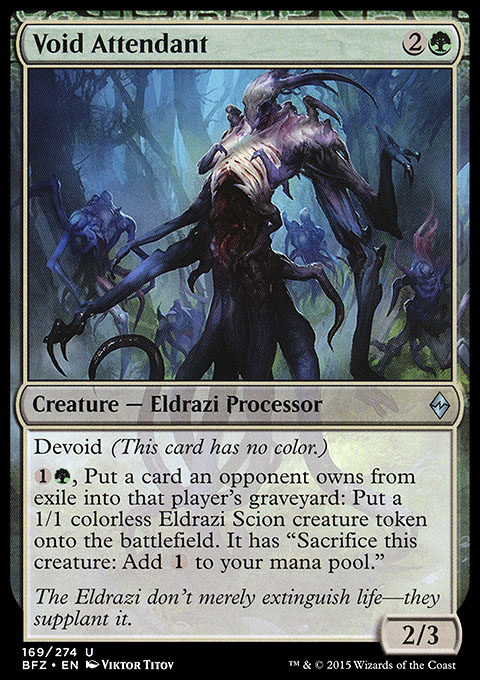 Void Attendant 2
Creature — Eldrazi Processor
Devoid (This card has no color.)
1, Put a card an opponent owns from
exile into that player's graveyard: Put a
1/1 colorless Eldrazi Scion creature token
onto the battlefield. It has “Sacrifice this
creature: Add 1 to your mana pool.”
The Eldrazi don't merely extinguish life—they
supplant it.
2/3
169/274 U
BFZ • EN Viktor Titov
™ & © 2015 Wizards of the Coast